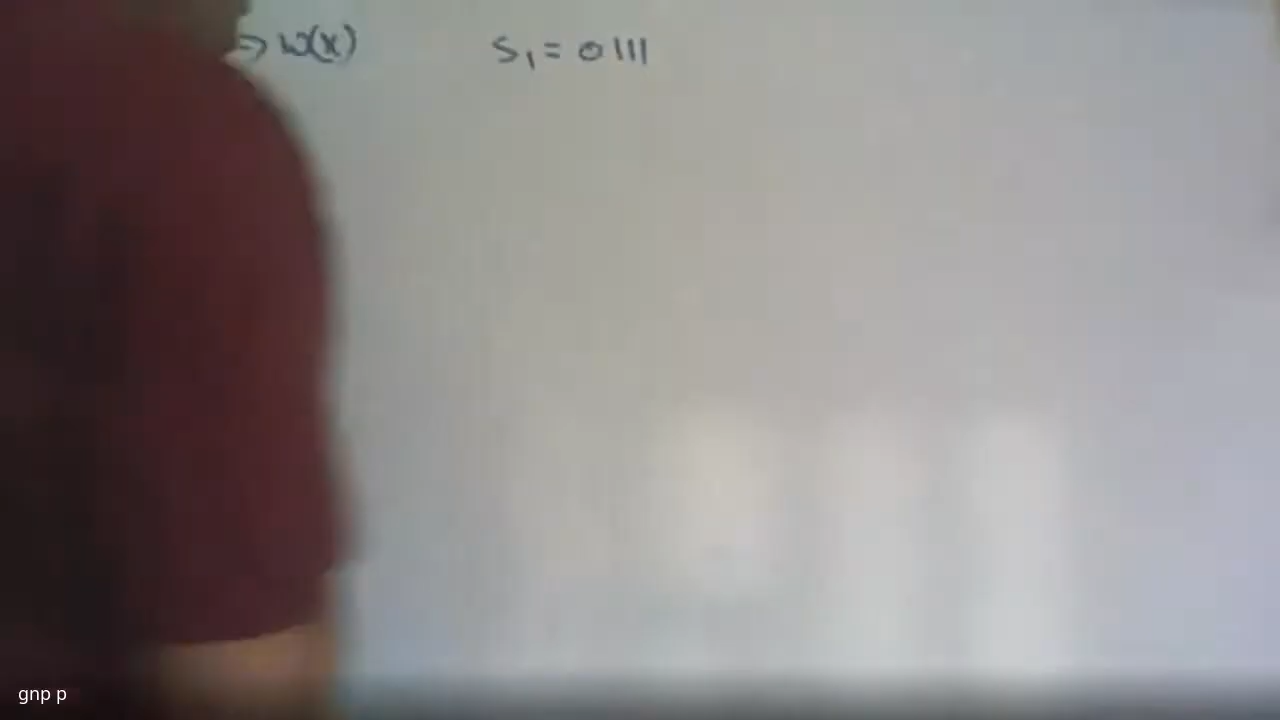 ⇒ w(x) S₁ = 0111
gnp p